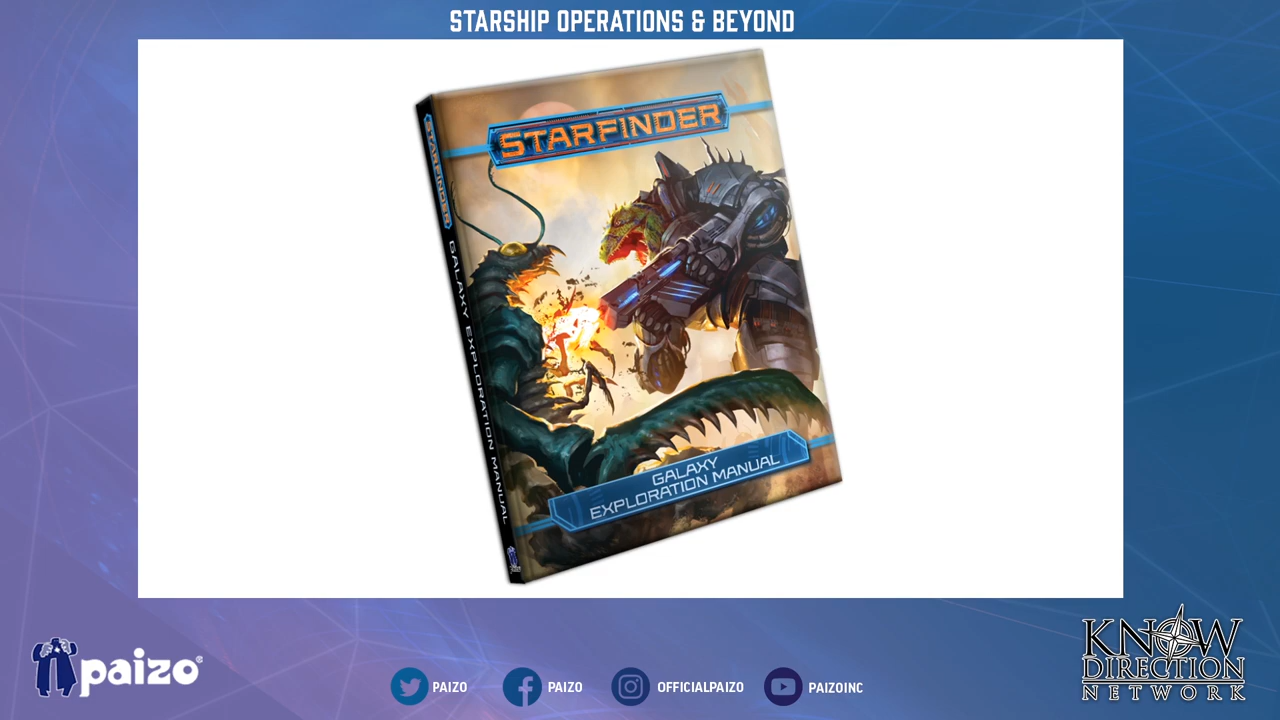 STARSHIP OPERATIONS & BEYOND
STARFINDER
STARFINDER
GALAXY EXPLORATION MANUAL
GALAXY
EXPLORATION MANUAL
paizo®
PAIZO
PAIZO
OFFICIALPAIZO
PAIZOINC
KNOW
DIRECTION
NETWORK